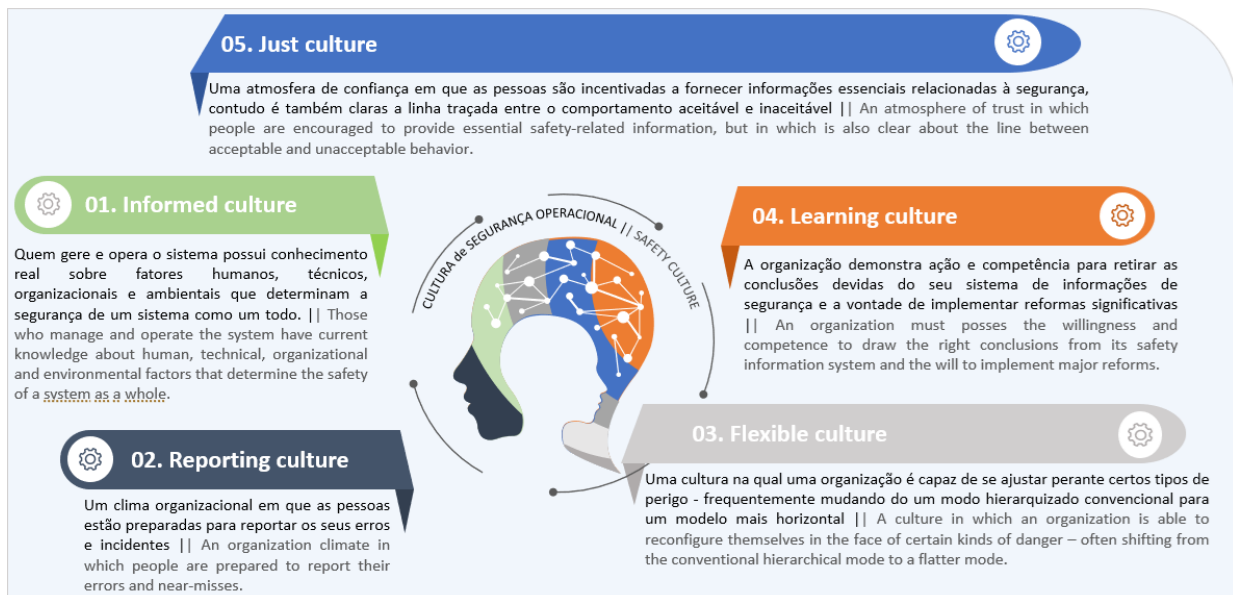 05. Just culture
Uma atmosfera de confiança em que as pessoas são incentivadas a fornecer informações essenciais relacionadas à segurança,
contudo é também claras a linha traçada entre o comportamento aceitável e inaceitável || An atmosphere of trust in which
people are encouraged to provide essential safety-related information, but in which is also clear about the line between
acceptable and unacceptable behavior.
01. Informed culture
Quem gere e opera o sistema possui conhecimento
real sobre fatores humanos, técnicos,
organizacionais e ambientais que determinam a
segurança de um sistema como um todo. || Those
who manage and operate the system have current
knowledge about human, technical, organizational
and environmental factors that determine the safety
of a system as a whole.
02. Reporting culture
Um clima organizacional em que as pessoas
estão preparadas para reportar os seus erros
e incidentes || An organization climate in
which people are prepared to report their
errors and near-misses.
CULTURA de SEGURANÇA OPERACIONAL || SAFETY CULTURE
04. Learning culture
A organização demonstra ação e competência para retirar as
conclusões devidas do seu sistema de informações de
segurança e a vontade de implementar reformas significativas
|| An organization must posses the willingness and
competence to draw the right conclusions from its safety
information system and the will to implement major reforms.
03. Flexible culture
Uma cultura na qual uma organização é capaz de se ajustar perante certos tipos de
perigo - frequentemente mudando do um modo hierarquizado convencional para
um modelo mais horizontal || A culture in which an organization is able to
reconfigure themselves in the face of certain kinds of danger – often shifting from
the conventional hierarchical mode to a flatter mode.